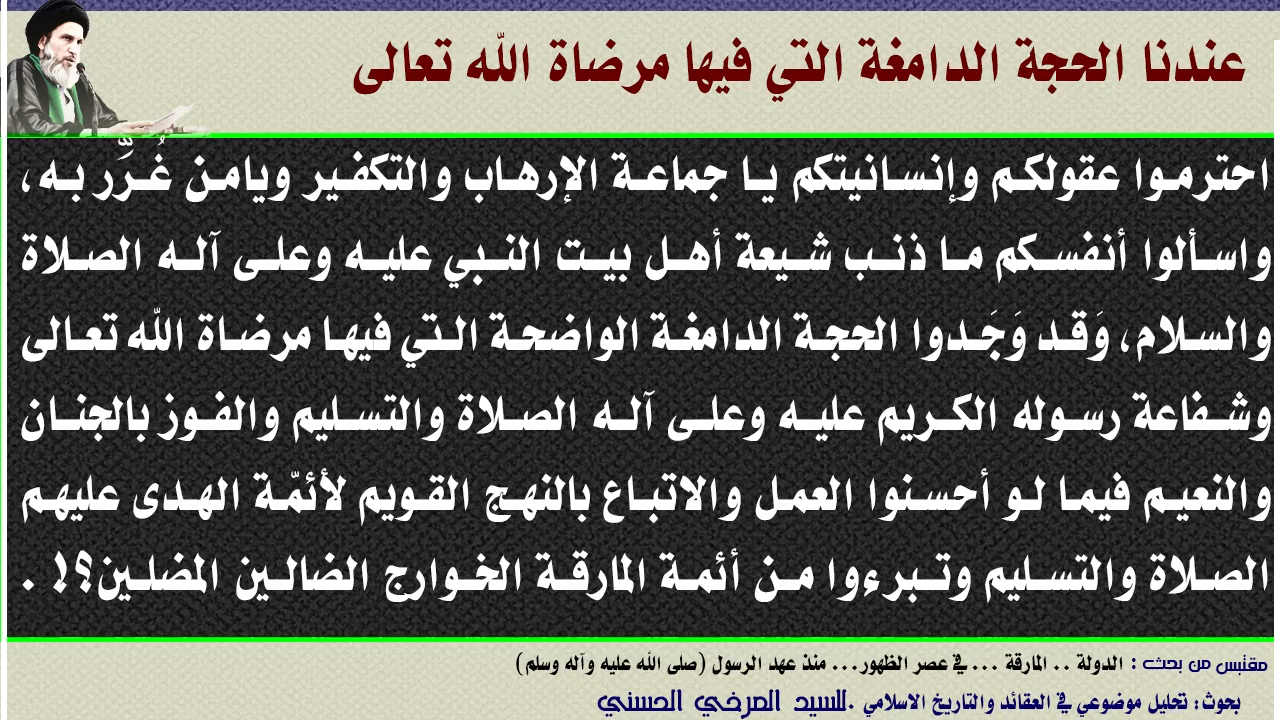 عندنا الحجة الدامغة التي فيها مرضاة الله تعالى
احترموا عقولكم وإنسانيتكم يا جماعة الإرهاب والتكفير ويامن غُرَّر به،
واسألوا أنفسكم ما ذنب شيعة أهل بيت النبي عليه وعلى آله الصلاة
والسلام، وَقد وَجَدوا الحجة الدامغة الواضحة التي فيها مرضاة الله تعالى
وشفاعة رسوله الكريم عليه وعلى آله الصلاة والتسليم والفوز بالجنان
والنعيم فيما لو أحسنوا العمل والاتباع بالنهج القويم لأئمّة الهدى عليهم
الصلاة والتسليم وتبرءوا من أئمة المارقة الخوارج الضالين المضلين؟! .
مقتبس من بحث : الدولة .. المارقة ... في عصر الظهور... منذ عهد الرسول (صلى الله عليه وآله وسلم)
بحوث: تحليل موضوعي في العقائد والتاريخ الاسلامي .للسيد الصرخي الحسني